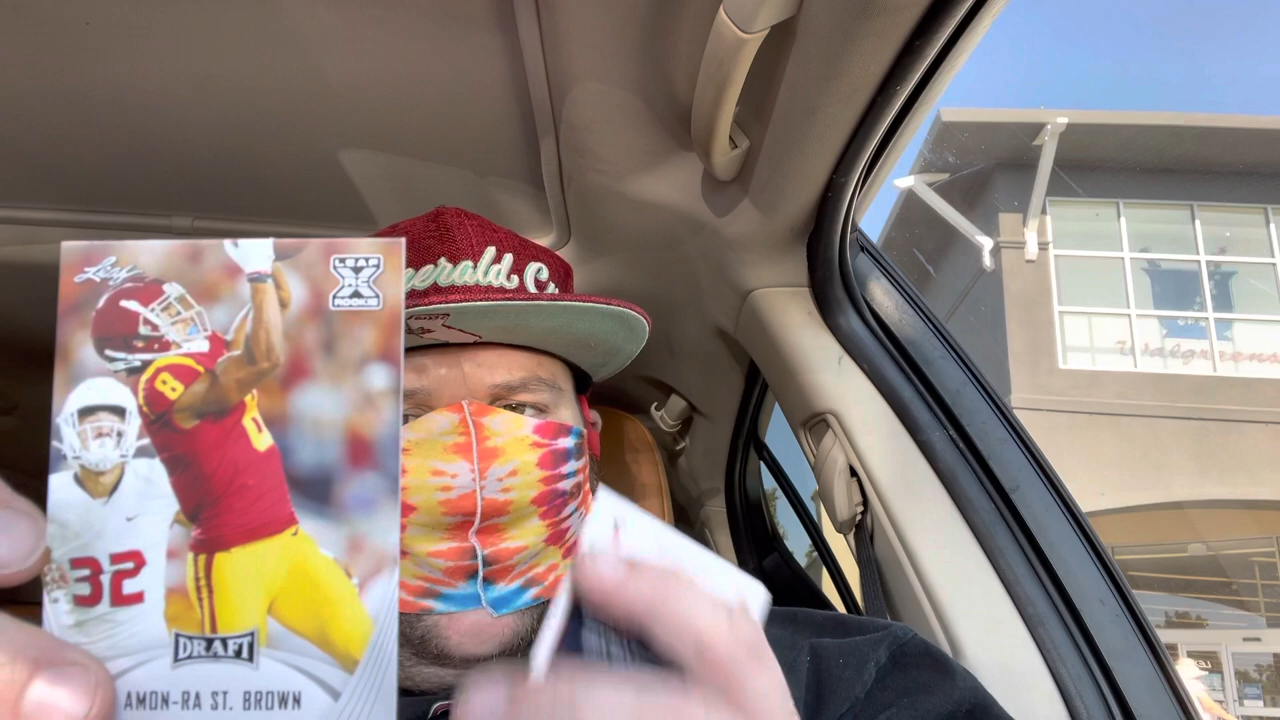 Leaf
LEAF
X
RC
ROOKIE
8
32
DRAFT
AMON-RA ST. BROWN
Walgreens